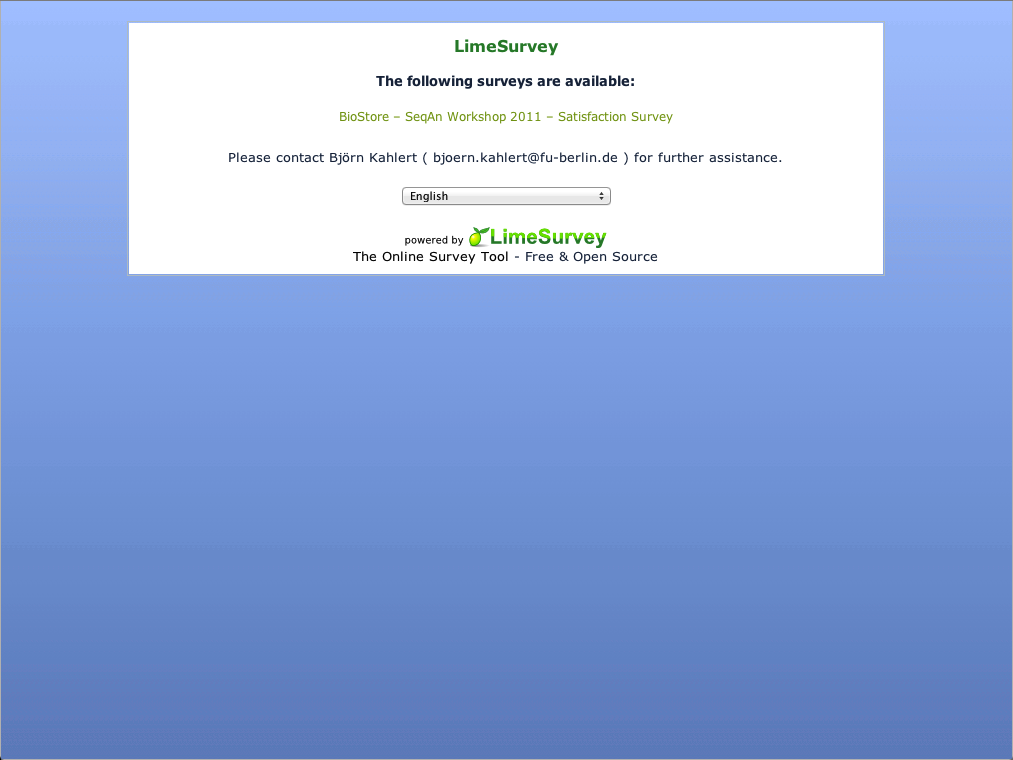 LimeSurvey
The following surveys are available:
BioStore – SeqAn Workshop 2011 – Satisfaction Survey
Please contact Björn Kahlert ( bjoern.kahlert@fu-berlin.de ) for further assistance.
English
powered by LimeSurvey
The Online Survey Tool - Free & Open Source